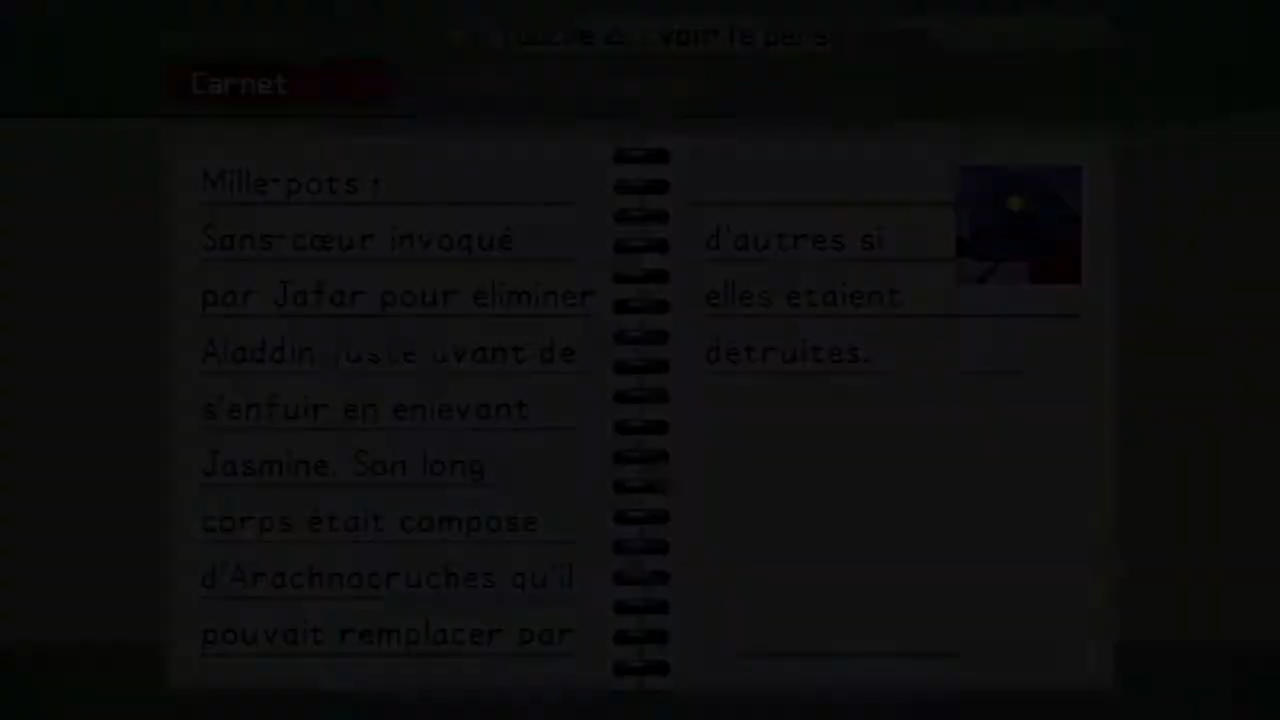 Carnet
Mille-pots :
Sans-cœur invoqué
par Jafar pour éliminer
Aladdin juste avant de
s'enfuir en enlevant
Jasmine. Son long
corps était composé
d'Arachnocruches qu'il
pouvait remplacer par
d'autres si
elles étaient
détruites.